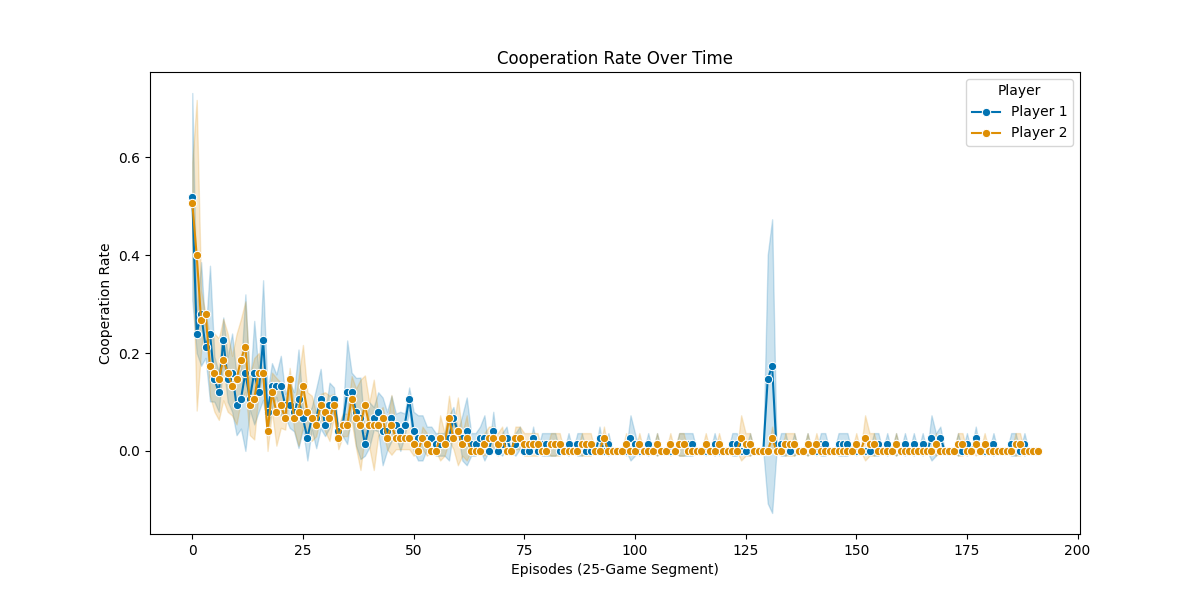 Cooperation Rate Over Time
Player
Player 1
Player 2
Cooperation Rate
0.6
0.4
0.2
0.0
0 25 50 75 100 125 150 175 200
Episodes (25-Game Segment)